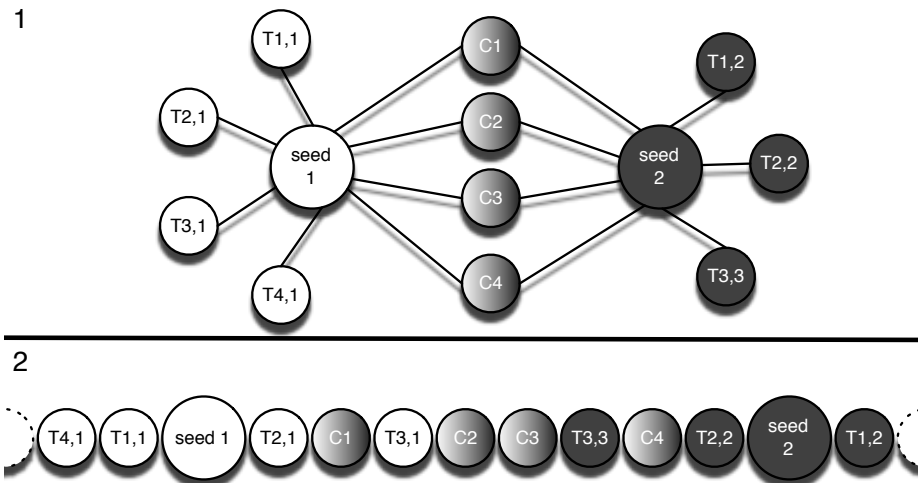 1
T1,1
C1
T1,2
T2,1
C2
seed
1
seed
2
T2,2
T3,1
C3
T4,1
C4
T3,3
2
T4,1 T1,1 seed 1 T2,1 C1 T3,1 C2 C3 T3,3 C4 T2,2 seed
2 T1,2